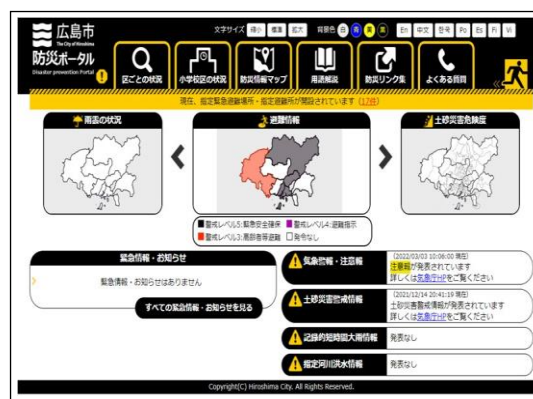 広島市
The City of Hiroshima
防災ポータル
Disaster prevention Portal
文字サイズ 縮小 標準 拡大 背景色 白 青 黄 黒 En 中文 한국 Po Es Fi Vi
区ごとの状況 小学校区の状況 防災情報マップ 用語解説 防災リンク集 よくある質問
現在、指定緊急避難場所・指定避難所が開設されています (17件)
雨雲の状況
避難情報
土砂災害危険度
■警戒レベル5:緊急安全確保 ■警戒レベル4:避難指示
■警戒レベル3:高齢者等避難 □発令なし
緊急情報・お知らせ
緊急情報・お知らせはありません
すべての緊急情報・お知らせを見る
気象警報・注意報
(2022/03/03 10:06:00 現在)
注意報が発表されています
詳しくは気象庁HPをご覧ください
土砂災害警戒情報
(2021/12/14 20:41:19 現在)
土砂災害警戒情報が発表されています
詳しくは気象庁HPをご覧ください
記録的短時間大雨情報 発表なし
指定河川洪水情報 発表なし
Copyright(C) Hiroshima City. All Rights Reserved.